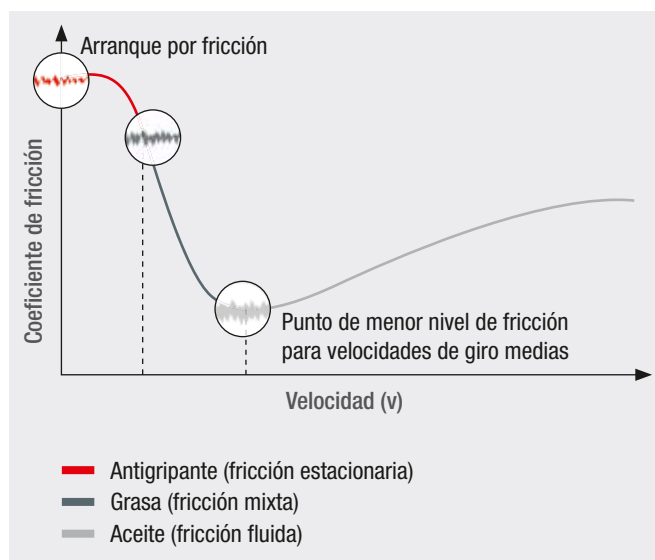 Arranque por fricción
Coeficiente de fricción
Punto de menor nivel de fricción
para velocidades de giro medias
Velocidad (v)
Antigripante (fricción estacionaria)
Grasa (fricción mixta)
Aceite (fricción fluida)